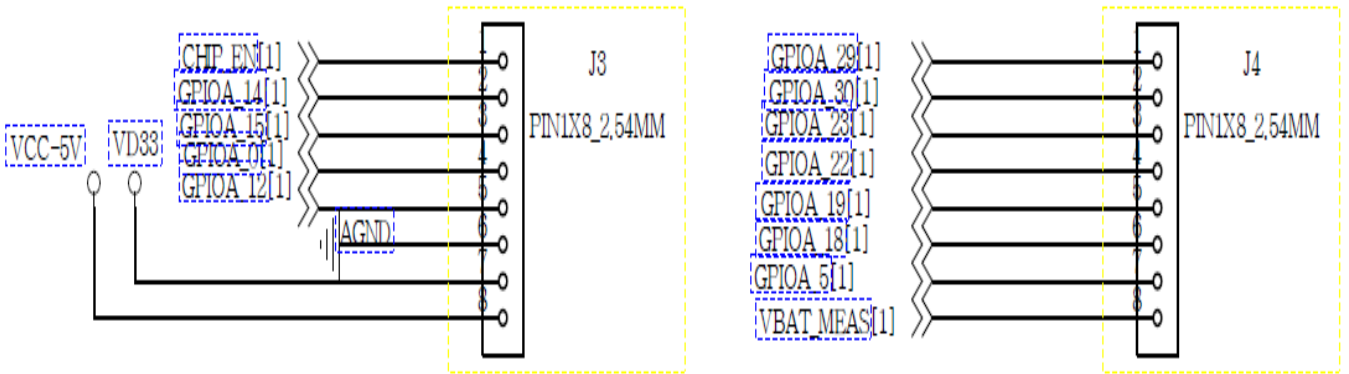 CHIP_EN[1]
GPIOA_14[1]
GPIOA_15[1]
GPIOA_0[1]
GPIOA_12[1]
VCC-5V
VD33
AGND
1
2
3
4
5
6
7
8
J3
PIN1X8_2,54MM
GPIOA_29[1]
GPIOA_30[1]
GPIOA_23[1]
GPIOA_22[1]
GPIOA_19[1]
GPIOA_18[1]
GPIOA_5[1]
VBAT_MEAS[1]
1
2
3
4
5
6
7
8
J4
PIN1X8_2,54MM